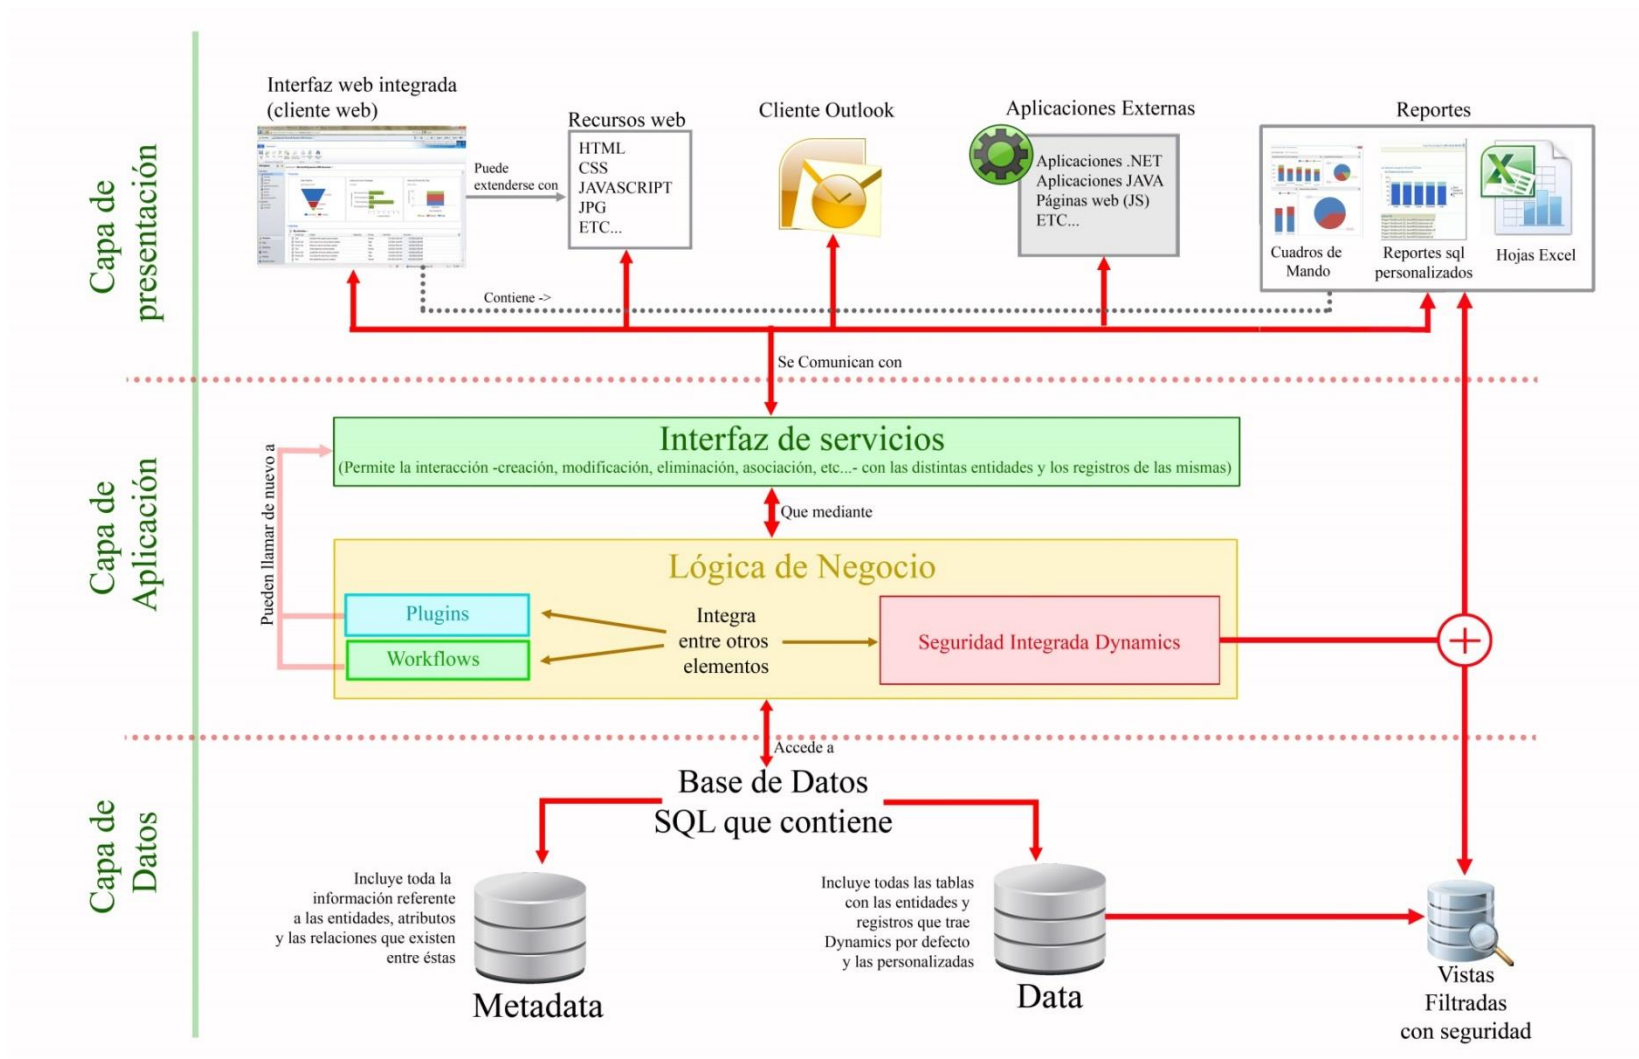 Capa de
presentación
Interfaz web integrada
(cliente web)
Puede
extenderse con
Recursos web
HTML
CSS
JAVASCRIPT
JPG
ETC...
Cliente Outlook
Aplicaciones Externas
Aplicaciones .NET
Aplicaciones JAVA
Páginas web (JS)
ETC...
Reportes
Cuadros de
Mando
Reportes sql
personalizados
Hojas Excel
Contiene ->
Se Comunican con
Capa de
Aplicación
Interfaz de servicios
(Permite la interacción -creación, modificación, eliminación, asociación, etc...- con las distintas entidades y los registros de las mismas)
Pueden llamar de nuevo a
Que mediante
Lógica de Negocio
Plugins
Workflows
Integra
entre otros
elementos
Seguridad Integrada Dynamics
Accede a
Capa de
Datos
Base de Datos
SQL que contiene
Incluye toda la
información referente
a las entidades, atributos
y las relaciones que existen
entre éstas
Metadata
Incluye todas las tablas
con las entidades y
registros que trae
Dynamics por defecto
y las personalizadas
Data
Vistas
Filtradas
con seguridad